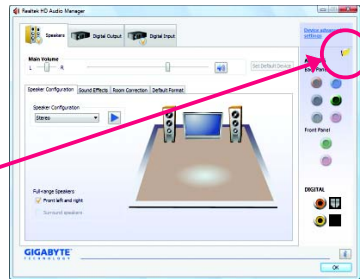 Realtek HD Audio Manager
Speakers
Digital Output
Digital Input
Device advanced settings
Main Volume
L
R
Set Default Device
Speaker Configuration
Sound Effects
Room Correction
Default Format
Speaker Configuration
Stereo
Full-range Speakers
Front left and right
Surround speakers
Back Panel
Front Panel
DIGITAL
GIGABYTE
TECHNOLOGY
OK